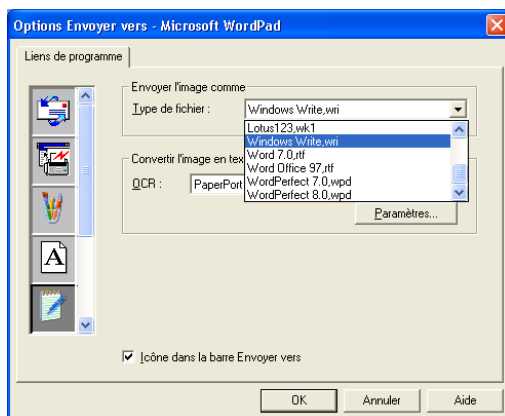 Options Envoyer vers - Microsoft WordPad
Liens de programme
Envoyer l'image comme
Type de fichier :
Windows Write,wri
Lotus123,wk1
Windows Write,wri
Word 7.0,rtf
Word Office 97,rtf
WordPerfect 7.0,wpd
WordPerfect 8.0,wpd
Convertir l'image en tex
OCR :
PaperPort
Paramètres...
A
Icône dans la barre Envoyer vers
OK
Annuler
Aide